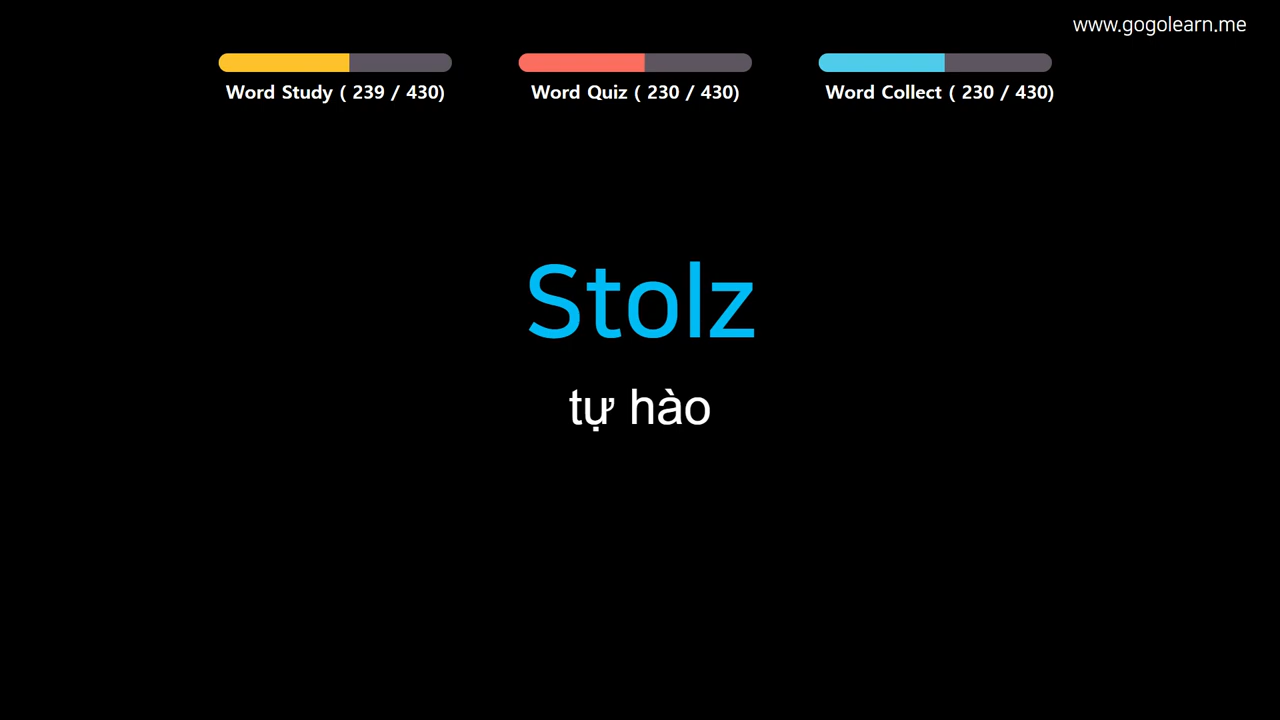 www.gogolearn.me
Word Study ( 239 / 430)
Word Quiz ( 230 / 430)
Word Collect ( 230 / 430)
Stolz
tự hào